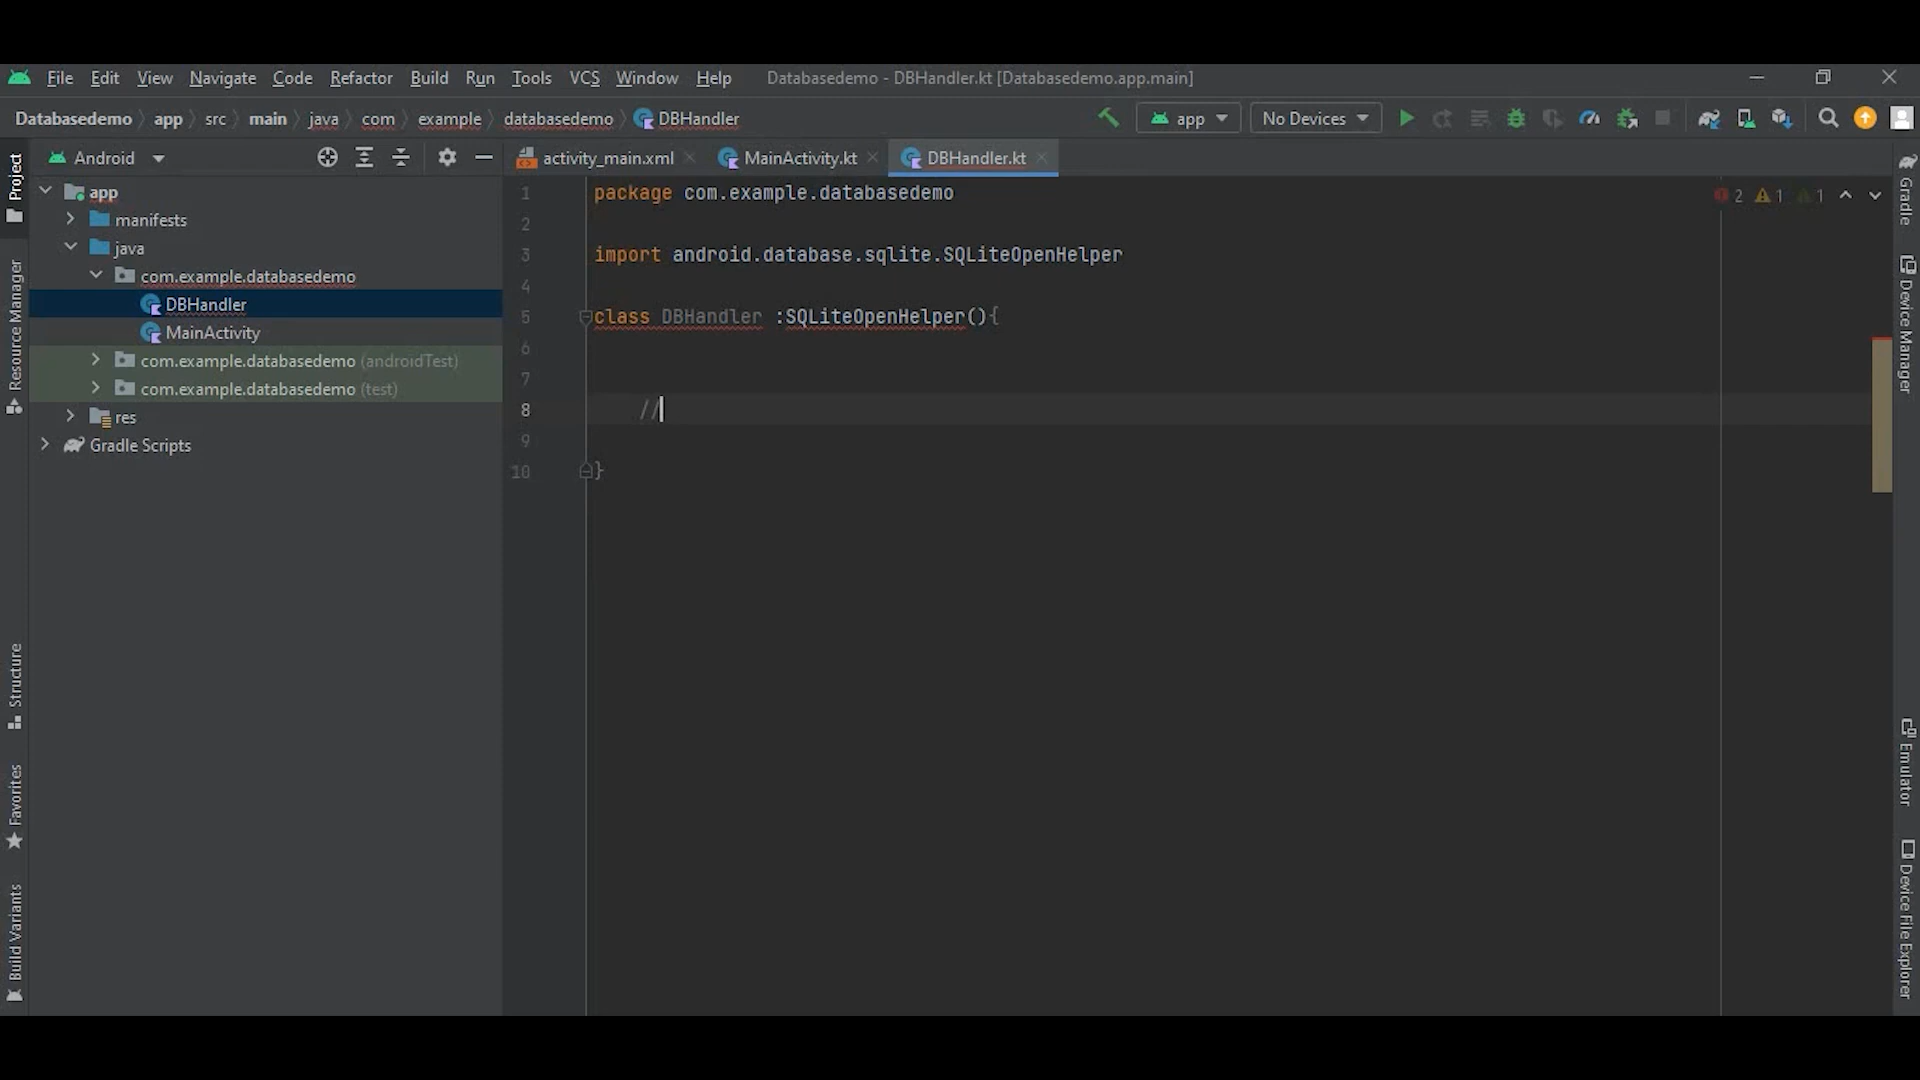 File Edit View Navigate Code Refactor Build Run Tools VCS Window Help Databasedemo - DBHandler.kt [Databasedemo.app.main]
Databasedemo app src main java com example databasedemo DBHandler app No Devices
Project
Android
activity_main.xml MainActivity.kt DBHandler.kt
app
manifests
java
com.example.databasedemo
DBHandler
MainActivity
com.example.databasedemo (androidTest)
com.example.databasedemo (test)
res
Gradle Scripts
Resource Manager
Structure
Favorites
Build Variants
1 package com.example.databasedemo
2
3 import android.database.sqlite.SQLiteOpenHelper
4
5 class DBHandler :SQLiteOpenHelper(){
6
7
8 //
9
10 }
2 1 1
Gradle
Device Manager
Emulator
Device File Explorer